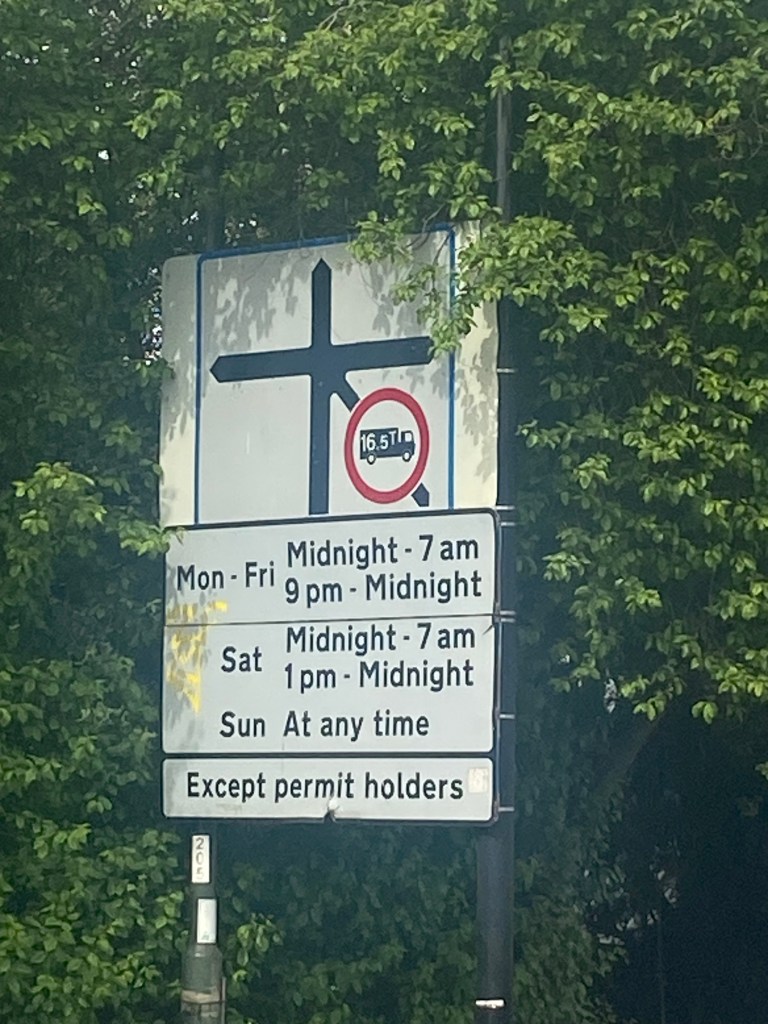 16.5T
Mon - Fri Midnight - 7 am
9 pm - Midnight
Sat Midnight - 7 am
1 pm - Midnight
Sun At any time
Except permit holders
205